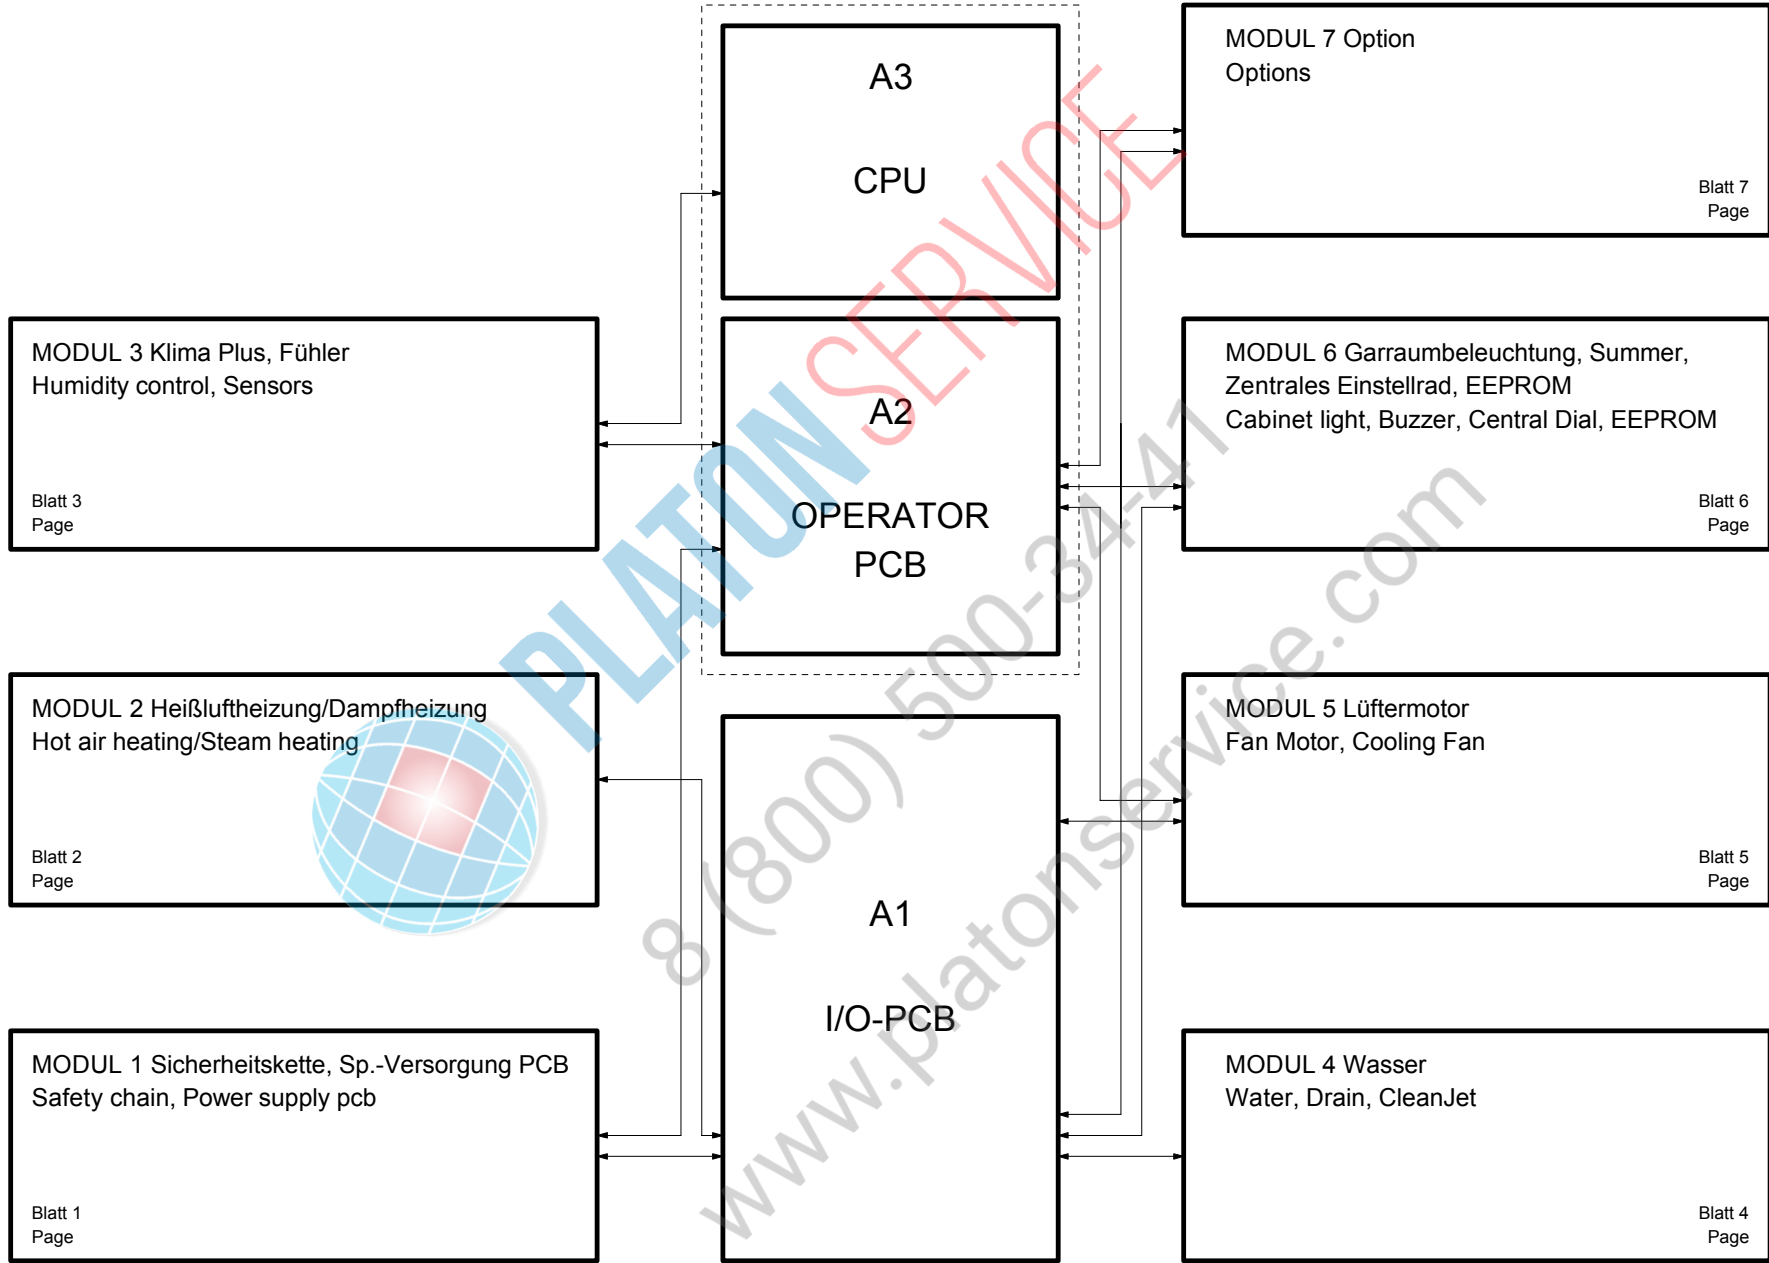 A3
CPU
MODUL 7 Option
Options
Blatt 7
Page
MODUL 3 Klima Plus, Fühler
Humidity control, Sensors
Blatt 3
Page
A2
OPERATOR
PCB
MODUL 6 Garraumbeleuchtung, Summer,
Zentrales Einstellrad, EEPROM
Cabinet light, Buzzer, Central Dial, EEPROM
Blatt 6
Page
MODUL 2 Heißluftheizung/Dampfheizung
Hot air heating/Steam heating
Blatt 2
Page
A1
I/O-PCB
MODUL 5 Lüftermotor
Fan Motor, Cooling Fan
Blatt 5
Page
MODUL 1 Sicherheitskette, Sp.-Versorgung PCB
Safety chain, Power supply pcb
Blatt 1
Page
MODUL 4 Wasser
Water, Drain, CleanJet
Blatt 4
Page
PLATONSERVICE
8 (800) 500-34-41
www.platonservice.com